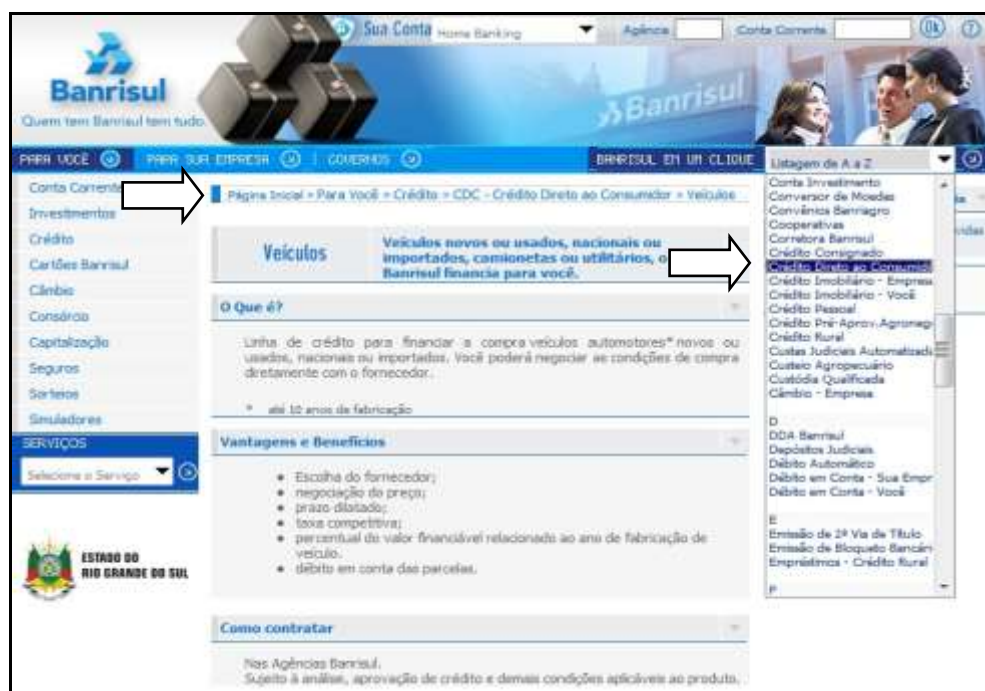 Sua Conta Home Banking Agência Conta Corrente Ok ?
Banrisul
Quem tem Banrisul tem tudo.
Banrisul
PARA VOCÊ PARA SUA EMPRESA | GOVERNOS BANRISUL EM UM CLIQUE Listagem de A a Z
Conta Corrente
Investimentos
Crédito
Cartões Banrisul
Câmbio
Consórcio
Capitalização
Seguros
Sorteios
Simuladores
SERVIÇOS
Selecione o Serviço
ESTADO DO
RIO GRANDE DO SUL
Página Inicial » Para Você » Crédito » CDC - Crédito Direto ao Consumidor » Veículos
Veículos
Veículos novos ou usados, nacionais ou
importados, camionetas ou utilitários, o
Banrisul financia para você.
O Que é?
Linha de crédito para financiar a compra veículos automotores* novos ou
usados, nacionais ou importados. Você poderá negociar as condições de compra
diretamente com o fornecedor.
* até 10 anos de fabricação
Vantagens e Benefícios
• Escolha do fornecedor;
• negociação do preço;
• prazo dilatado;
• taxa competitiva;
• percentual do valor financiável relacionado ao ano de fabricação de
veículo.
• débito em conta das parcelas.
Como contratar
Nas Agências Banrisul.
Sujeito à análise, aprovação de crédito e demais condições aplicáveis ao produto.
Conta Investimento
Conversor de Moedas
Convênios Banriagro
Cooperativas
Corretora Banrisul
Crédito Consignado
Crédito Direto ao Consumid
Crédito Imobiliário - Empresa
Crédito Imobiliário - Você
Crédito Pessoal
Crédito Pré-Aprov.Agroneg
Crédito Rural
Custas Judiciais Automatizada
Custeio Agropecuário
Custódia Qualificada
Câmbio - Empresa
D
DDA Banrisul
Depósitos Judiciais
Débito Automático
Débito em Conta - Sua Empr
Débito em Conta - Você
E
Emissão de 2ª Via de Título
Emissão de Bloqueto Bancári
Empréstimos - Crédito Rural